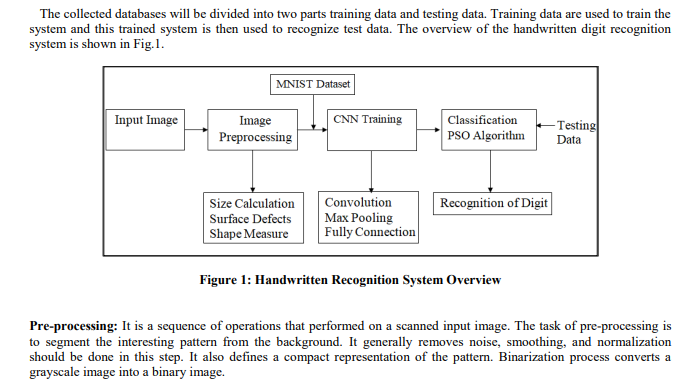 The collected databases will be divided into two parts training data and testing data. Training data are used to train the
system and this trained system is then used to recognize test data. The overview of the handwritten digit recognition
system is shown in Fig.1.
MNIST Dataset
Input Image
Image
Preprocessing
CNN Training
Classification
PSO Algorithm
Testing
Data
Size Calculation
Surface Defects
Shape Measure
Convolution
Max Pooling
Fully Connection
Recognition of Digit
Figure 1: Handwritten Recognition System Overview
Pre-processing: It is a sequence of operations that performed on a scanned input image. The task of pre-processing is
to segment the interesting pattern from the background. It generally removes noise, smoothing, and normalization
should be done in this step. It also defines a compact representation of the pattern. Binarization process converts a
grayscale image into a binary image.